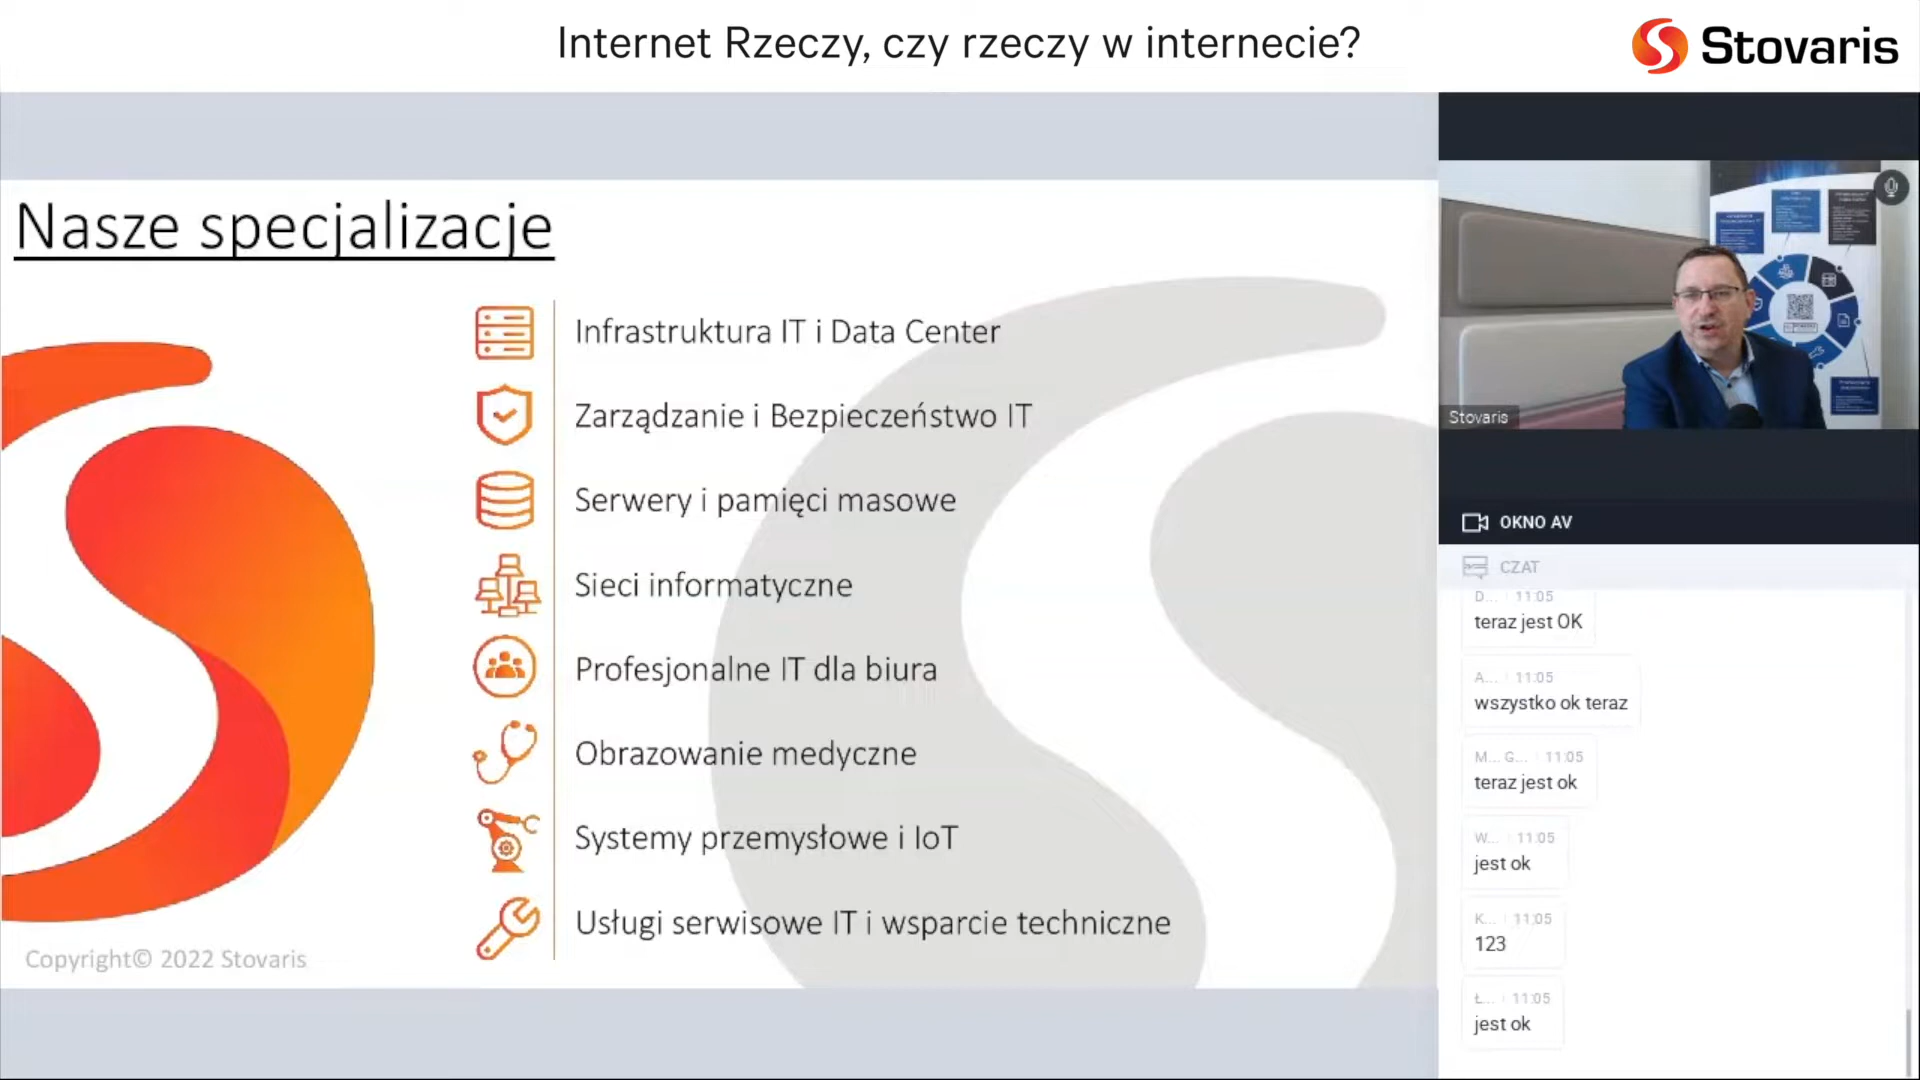 Internet Rzeczy, czy rzeczy w internecie?
Stovaris
Nasze specjalizacje
Infrastruktura IT i Data Center
Zarządzanie i Bezpieczeństwo IT
Serwery i pamięci masowe
Sieci informatyczne
Profesjonalne IT dla biura
Obrazowanie medyczne
Systemy przemysłowe i IoT
Usługi serwisowe IT i wsparcie techniczne
Copyright© 2022 Stovaris
Stovaris
OKNO AV
CZAT
D... 11:05
teraz jest OK
A... 11:05
wszystko ok teraz
M... G... 11:05
teraz jest ok
W... 11:05
jest ok
K... 11:05
123
Ł... 11:05
jest ok